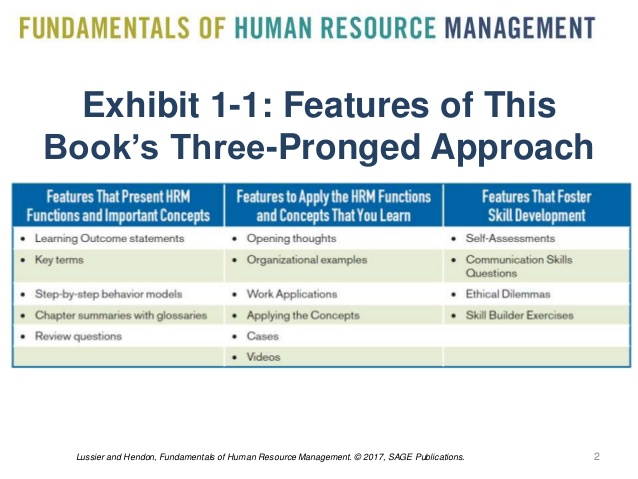 FUNDAMENTALS OF HUMAN RESOURCE MANAGEMENT
Exhibit 1-1: Features of This
Book's Three-Pronged Approach
Features That Present HRM
Functions and Important Concepts
Features to Apply the HRM Functions
and Concepts That You Learn
Features That Foster
Skill Development
• Learning Outcome statements
• Opening thoughts
• Self-Assessments
• Key terms
• Organizational examples
• Communication Skills
Questions
• Step-by-step behavior models
• Work Applications
• Ethical Dilemmas
• Chapter summaries with glossaries
• Applying the Concepts
• Skill Builder Exercises
• Review questions
• Cases
• Videos
Lussier and Hendon, Fundamentals of Human Resource Management. © 2017, SAGE Publications.
2